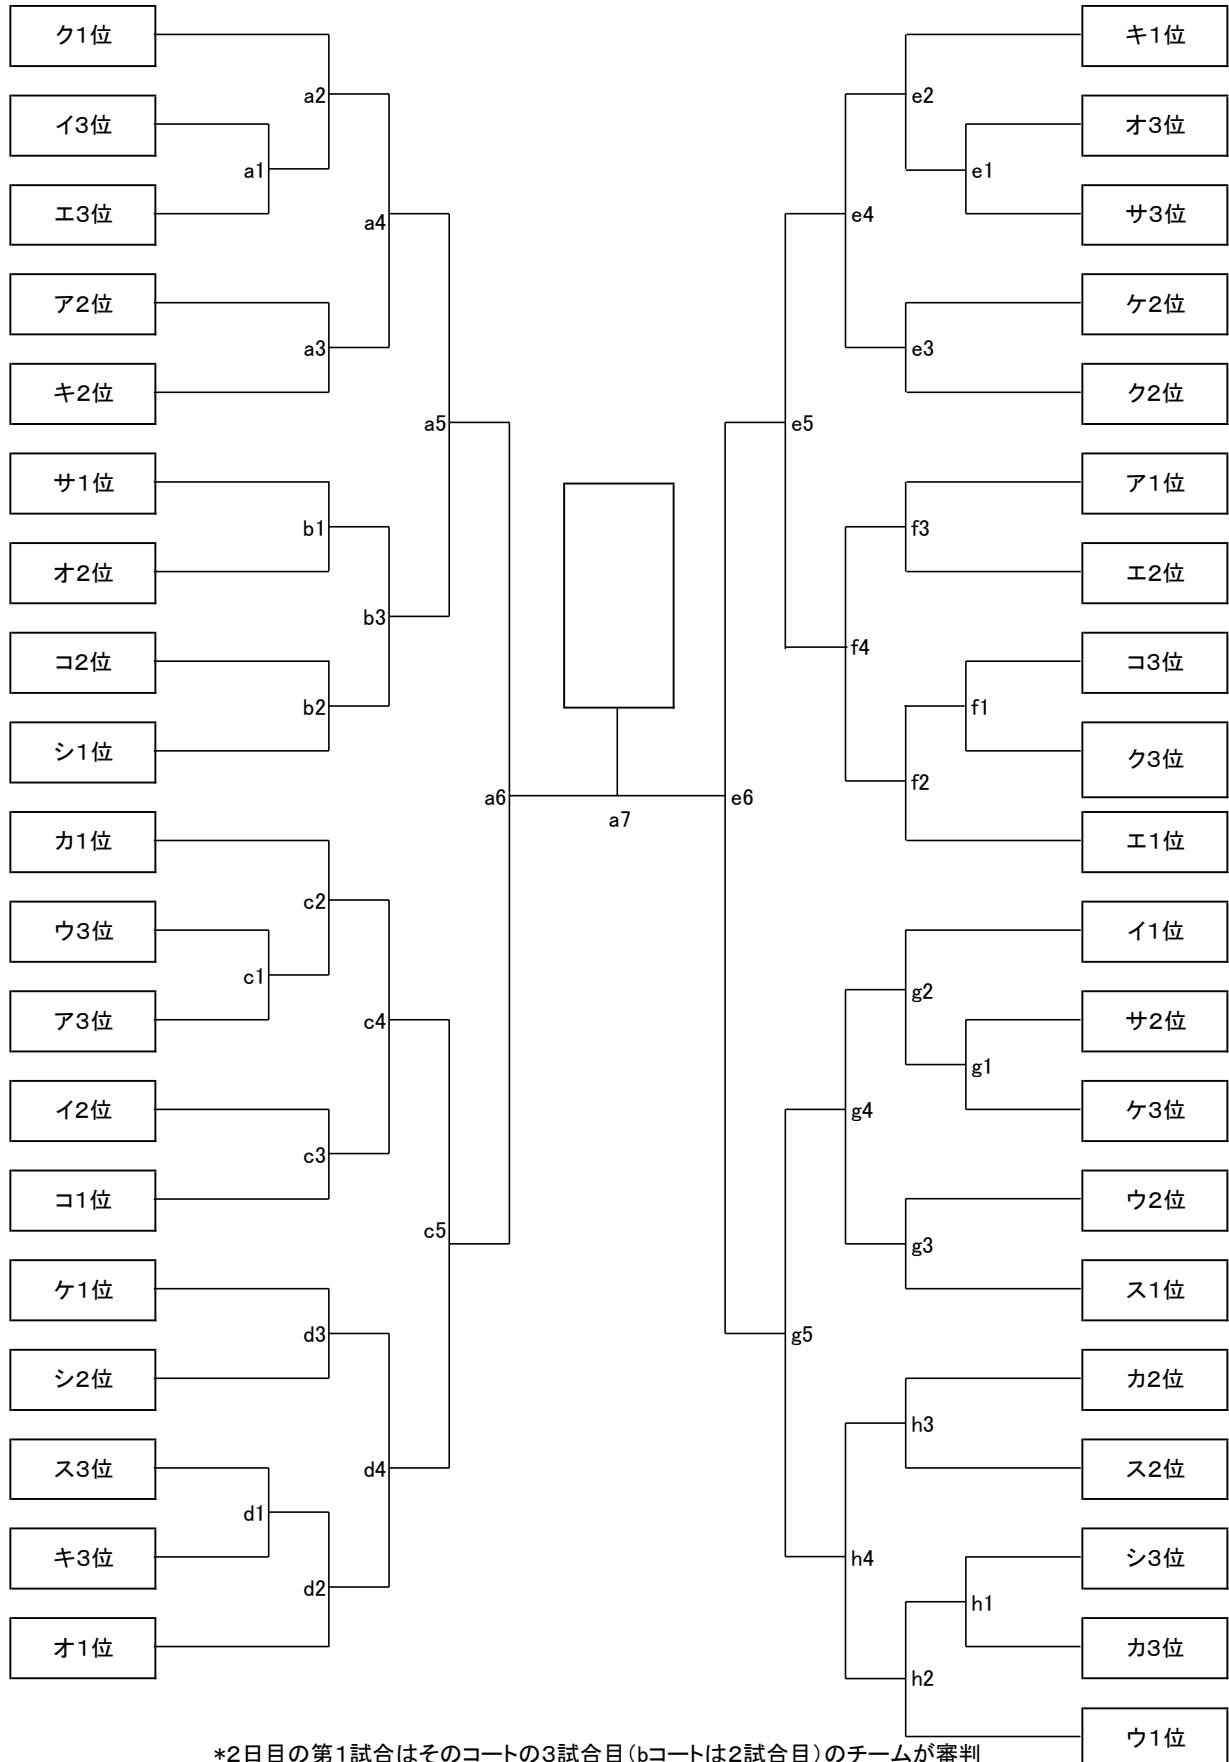 ク1位
イ3位
エ3位
ア2位
キ2位
サ1位
オ2位
コ2位
シ1位
カ1位
ウ3位
ア3位
イ2位
コ1位
ケ1位
シ2位
ス3位
キ3位
オ1位
a2
a1
a4
a3
a5
b1
b3
b2
a6
c2
c1
c4
c3
c5
d3
d4
d1
d2
a7
e2
e1
e4
e3
e5
f3
f4
f1
f2
e6
g2
g1
g4
g3
g5
h3
h4
h1
h2
キ1位
オ3位
サ3位
ケ2位
ク2位
ア1位
エ2位
コ3位
ク3位
エ1位
イ1位
サ2位
ケ3位
ウ2位
ス1位
カ2位
ス2位
シ3位
カ3位
ウ1位
*2日目の第1試合はそのコートの3試合目(bコートは2試合目)のチームが審判